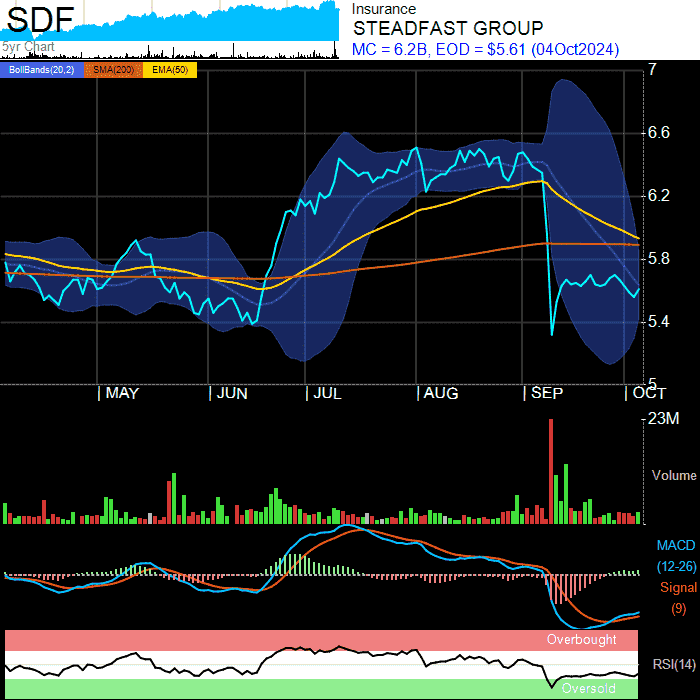 SDF
5yr Chart
Insurance
STEADFAST GROUP
MC = 6.2B, EOD = $5.61 (04Oct2024)
BollBands(20,2) SMA(200) EMA(50)
7
6.6
6.2
5.8
5.4
5
MAY JUN JUL AUG SEP OCT
23M
Volume
MACD
(12-26)
Signal
(9)
Overbought
RSI(14)
Oversold